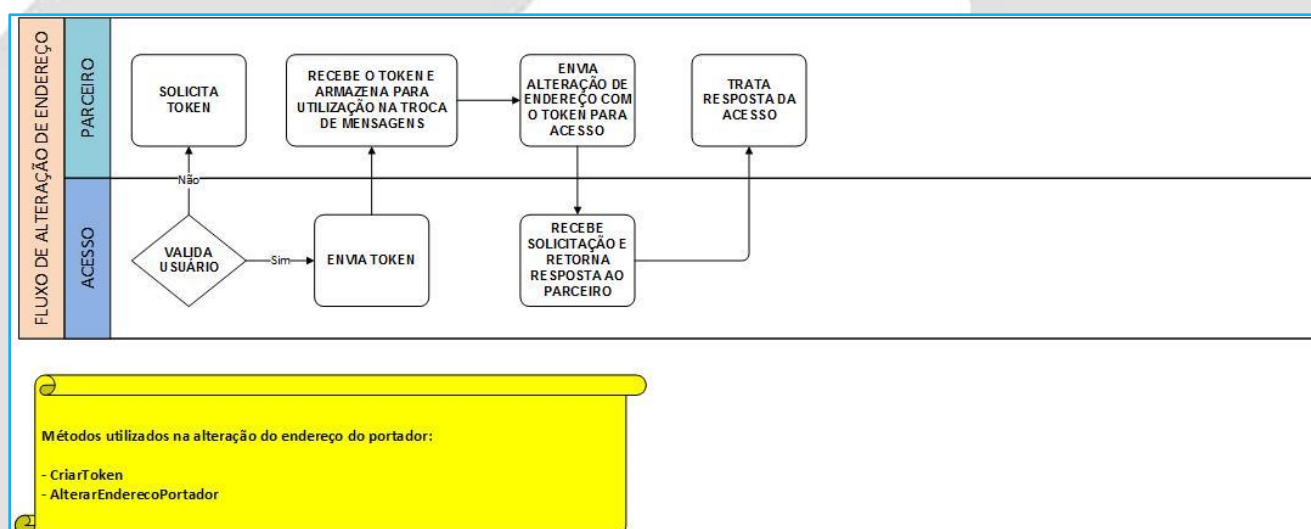 FLUXO DE ALTERAÇÃO DE ENDEREÇO
PARCEIRO
SOLICITA
TOKEN
RECEBE O TOKEN E
ARMAZENA PARA
UTILIZAÇÃO NA TROCA
DE MENSAGENS
ENVIA
ALTERAÇÃO DE
ENDEREÇO COM
O TOKEN PARA
ACESSO
TRATA
RESPOSTA DA
ACESSO
Não
ACESSO
VALIDA
USUÁRIO
Sim
ENVIA TOKEN
RECEBE
SOLICITAÇÃO E
RETORNA
RESPOSTA AO
PARCEIRO
Métodos utilizados na alteração do endereço do portador:
- CriarToken
- AlterarEnderecoPortador